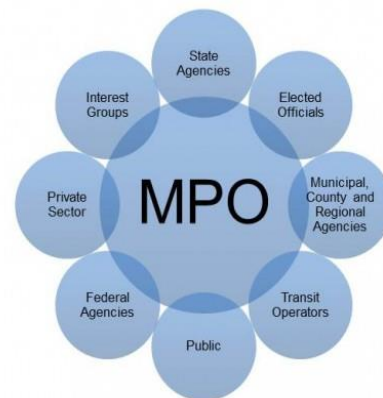 State
Agencies
Elected
Officials
Municipal,
County and
Regional
Agencies
Transit
Operators
Public
Federal
Agencies
Private
Sector
Interest
Groups
MPO